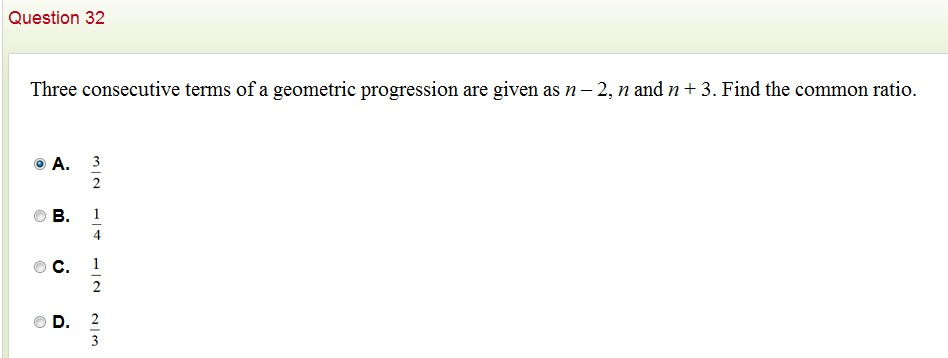 Question 32
Three consecutive terms of a geometric progression are given as n – 2, n and n + 3. Find the common ratio.
A. 3/2
B. 1/4
C. 1/2
D. 2/3